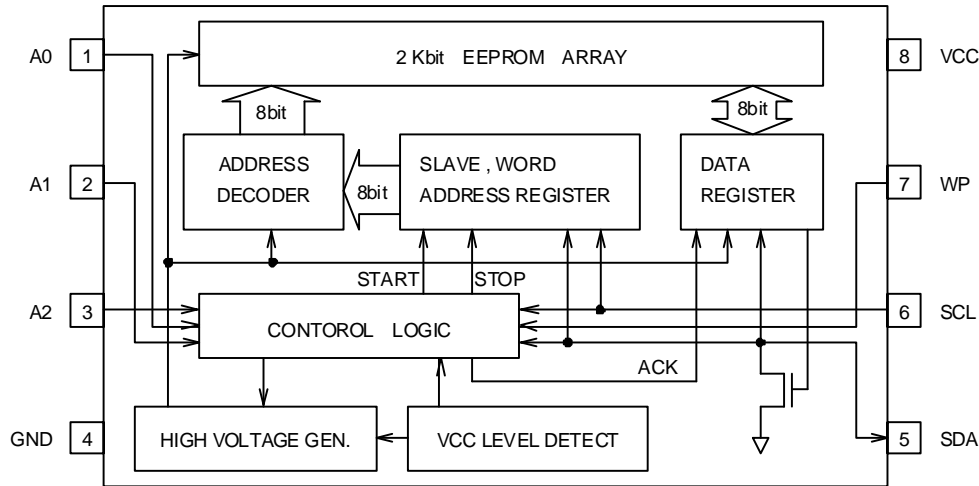 A0 1
2 Kbit EEPROM ARRAY
8 VCC
8bit
8bit
A1 2
ADDRESS
DECODER
8bit
SLAVE , WORD
ADDRESS REGISTER
DATA
REGISTER
7 WP
START
STOP
A2 3
CONTOROL LOGIC
6 SCL
ACK
GND 4
HIGH VOLTAGE GEN.
VCC LEVEL DETECT
5 SDA